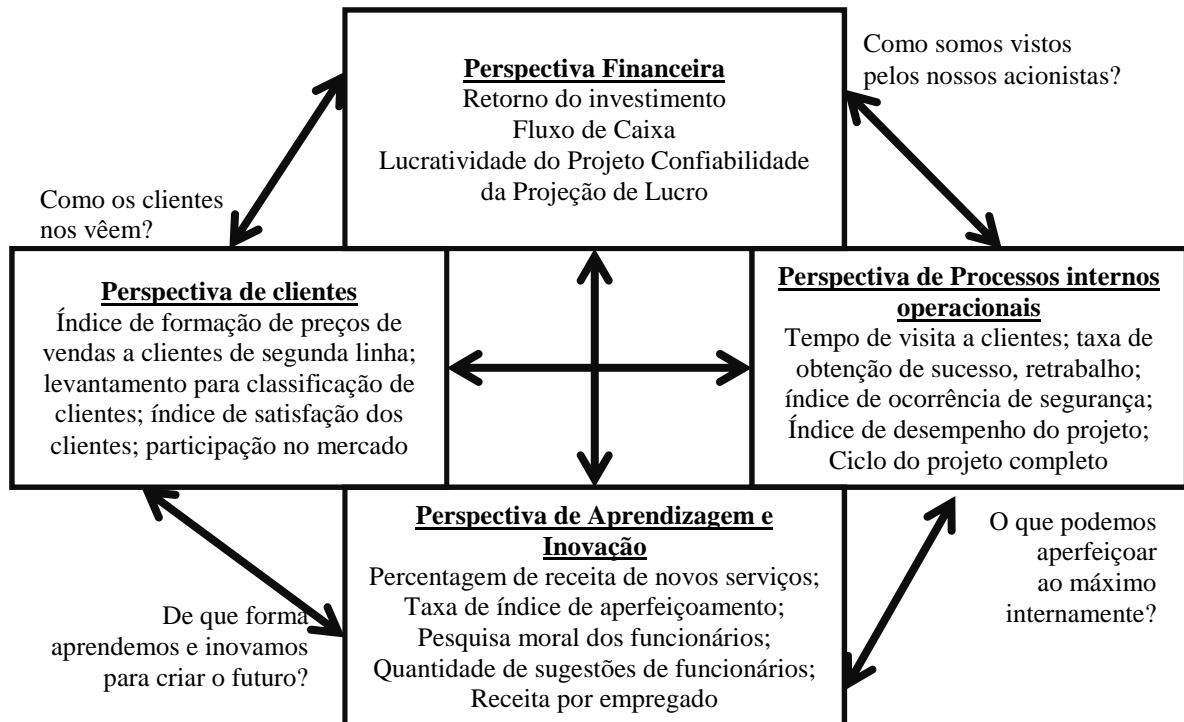 Perspectiva Financeira
Retorno do investimento
Fluxo de Caixa
Lucratividade do Projeto Confiabilidade
da Projeção de Lucro
Como somos vistos
pelos nossos acionistas?
Como os clientes
nos vêem?
Perspectiva de clientes
Índice de formação de preços de
vendas a clientes de segunda linha;
levantamento para classificação de
clientes; índice de satisfação dos
clientes; participação no mercado
Perspectiva de Processos internos
operacionais
Tempo de visita a clientes; taxa de
obtenção de sucesso, retrabalho;
índice de ocorrência de segurança;
Índice de desempenho do projeto;
Ciclo do projeto completo
Perspectiva de Aprendizagem e
Inovação
Percentagem de receita de novos serviços;
Taxa de índice de aperfeiçoamento;
Pesquisa moral dos funcionários;
Quantidade de sugestões de funcionários;
Receita por empregado
De que forma
aprendemos e inovamos
para criar o futuro?
O que podemos
aperfeiçoar
ao máximo
internamente?